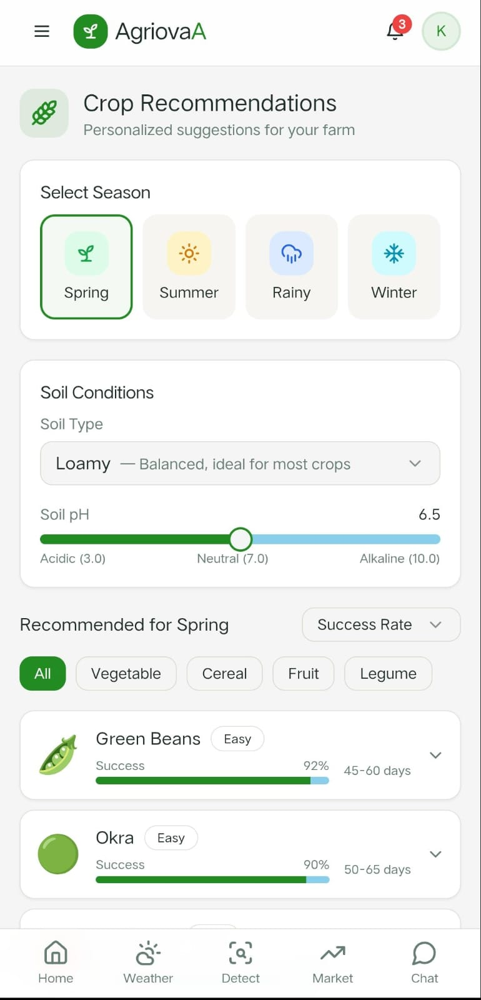 AgriovaA
3
K
Crop Recommendations
Personalized suggestions for your farm
Select Season
Spring
Summer
Rainy
Winter
Soil Conditions
Soil Type
Loamy — Balanced, ideal for most crops
Soil pH 6.5
Acidic (3.0) Neutral (7.0) Alkaline (10.0)
Recommended for Spring
Success Rate
All
Vegetable
Cereal
Fruit
Legume
Green Beans Easy
Success 92% 45-60 days
Okra Easy
Success 90% 50-65 days
Home
Weather
Detect
Market
Chat